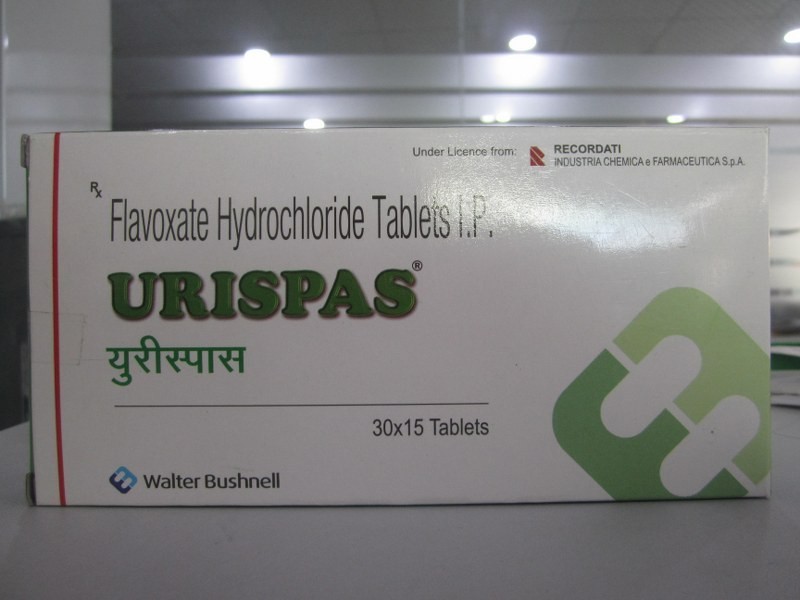 Under Licence from: RECORDATI
INDUSTRIA CHEMICA e FARMACEUTICA S.p.A.
Rx
Flavoxate Hydrochloride Tablets I.P.
URISPAS®
युरीस्पास
30x15 Tablets
Walter Bushnell